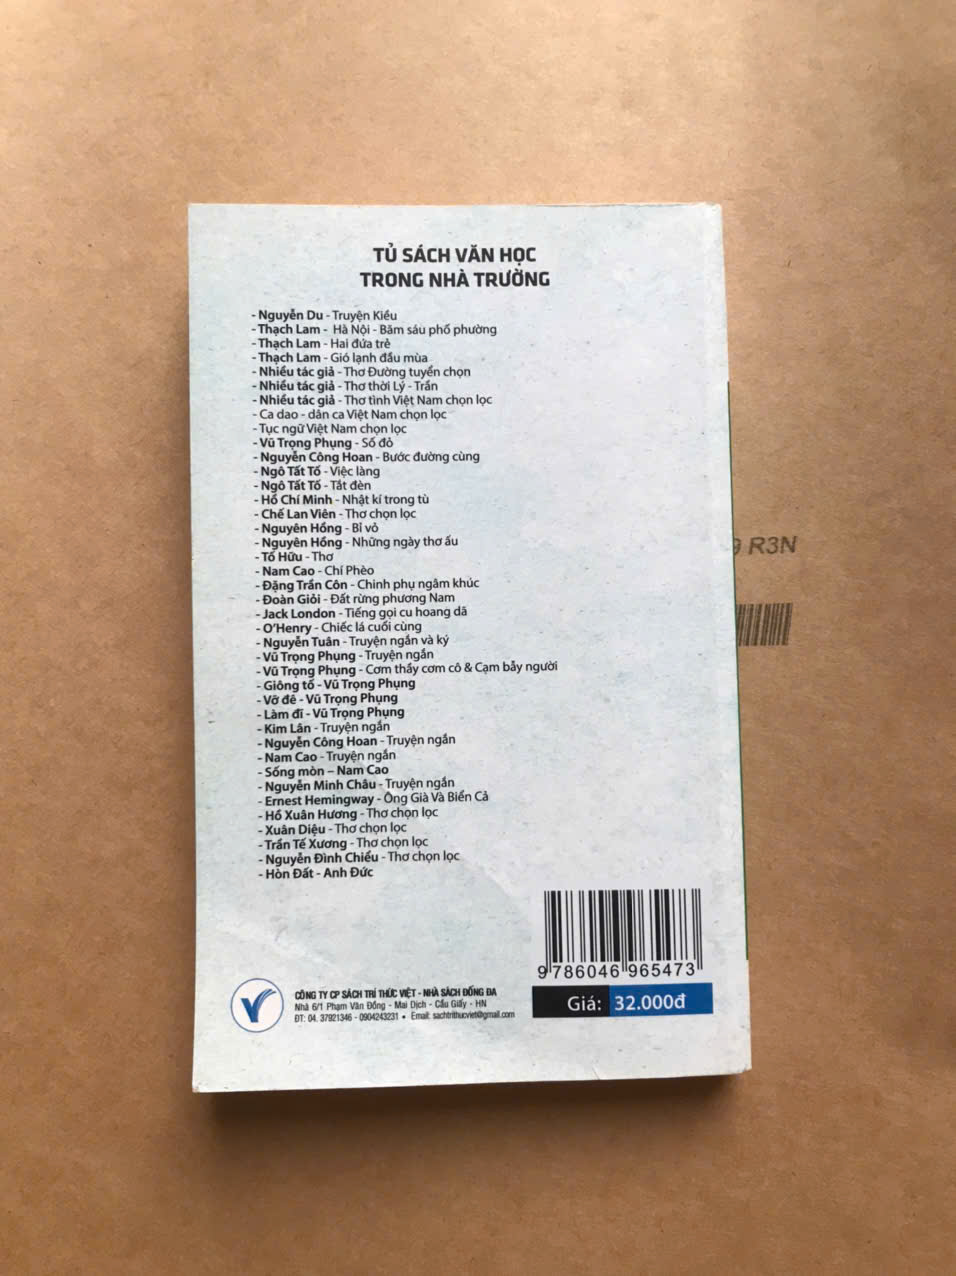 TỦ SÁCH VĂN HỌC
TRONG NHÀ TRƯỜNG
- Nguyễn Du - Truyện Kiều
- Thạch Lam - Hà Nội - Băm sáu phố phường
- Thạch Lam - Hai đứa trẻ
- Thạch Lam - Gió lạnh đầu mùa
- Nhiều tác giả - Thơ Đường tuyển chọn
- Nhiều tác giả - Thơ thời Lý - Trần
- Nhiều tác giả - Thơ tình Việt Nam chọn lọc
- Ca dao - dân ca Việt Nam chọn lọc
- Tục ngữ Việt Nam chọn lọc
- Vũ Trọng Phụng - Số đỏ
- Nguyễn Công Hoan - Bước đường cùng
- Ngô Tất Tố - Việc làng
- Ngô Tất Tố - Tắt đèn
- Hồ Chí Minh - Nhật kí trong tù
- Chế Lan Viên - Thơ chọn lọc
- Nguyên Hồng - Bỉ vỏ
- Nguyên Hồng - Những ngày thơ ấu
- Tố Hữu - Thơ
- Nam Cao - Chí Phèo
- Đặng Trần Côn - Chinh phụ ngâm khúc
- Đoàn Giỏi - Đất rừng phương Nam
- Jack London - Tiếng gọi cu hoang dã
- O'Henry - Chiếc lá cuối cùng
- Nguyễn Tuân - Truyện ngắn và ký
- Vũ Trọng Phụng - Truyện ngắn
- Vũ Trọng Phụng - Cơm thầy cơm cô & Cạm bẫy người
- Giông tố - Vũ Trọng Phụng
- Vỡ đê - Vũ Trọng Phụng
- Làm đĩ - Vũ Trọng Phụng
- Kim Lân - Truyện ngắn
- Nguyễn Công Hoan - Truyện ngắn
- Nam Cao - Truyện ngắn
- Sống mòn – Nam Cao
- Nguyễn Minh Châu - Truyện ngắn
- Ernest Hemingway - Ông Già Và Biển Cả
- Hồ Xuân Hương - Thơ chọn lọc
- Xuân Diệu - Thơ chọn lọc
- Trần Tế Xương - Thơ chọn lọc
- Nguyễn Đình Chiểu - Thơ chọn lọc
- Hòn Đất - Anh Đức
9 786046 965473
Giá: 32.000đ
CÔNG TY CP SÁCH TRÍ THỨC VIỆT - NHÀ SÁCH ĐỐNG ĐA
Nhà 6/1 Phạm Văn Đồng - Mai Dịch - Cầu Giấy - HN
ĐT: 04. 37921346 - 0904243231 • Email: sachtrithucviet@gmail.com
R3N